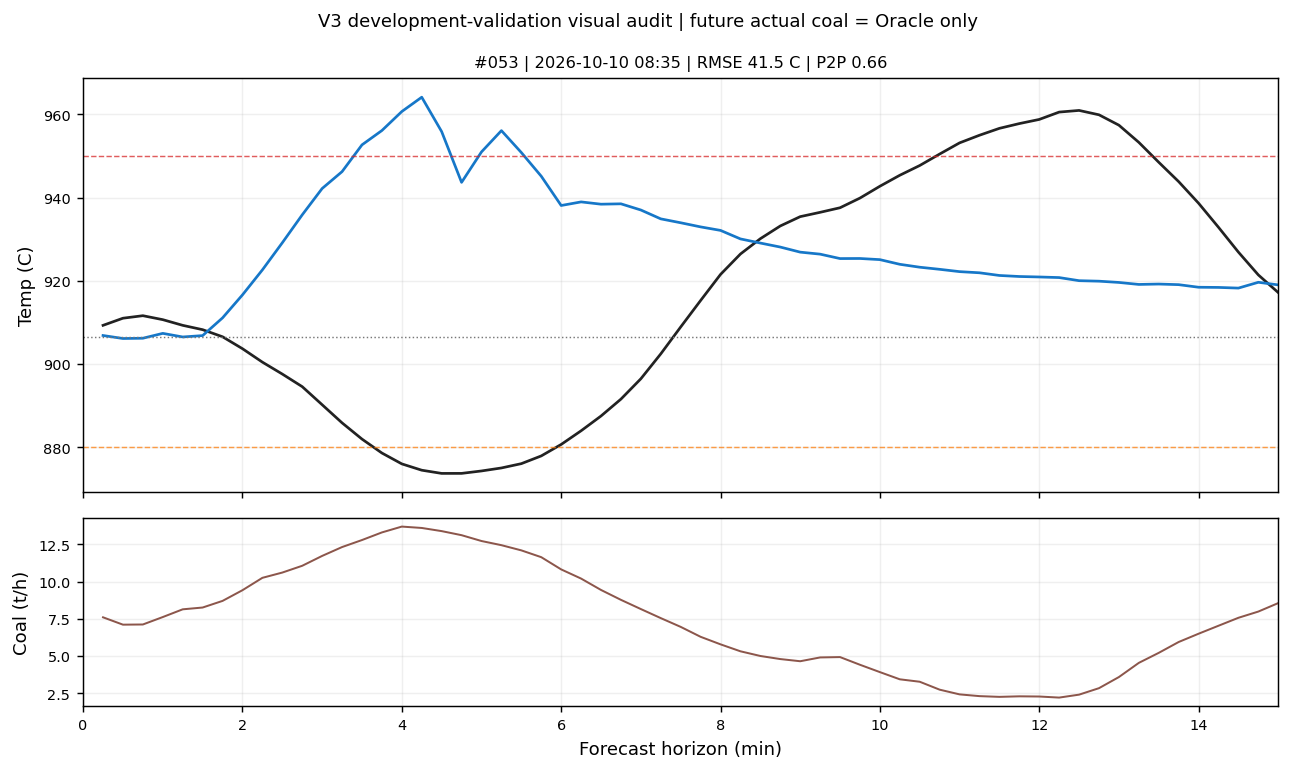 V3 development-validation visual audit | future actual coal = Oracle only
#053 | 2026-10-10 08:35 | RMSE 41.5 C | P2P 0.66
Temp (C)
960
940
920
900
880
Coal (t/h)
12.5
10.0
7.5
5.0
2.5
0 2 4 6 8 10 12 14
Forecast horizon (min)